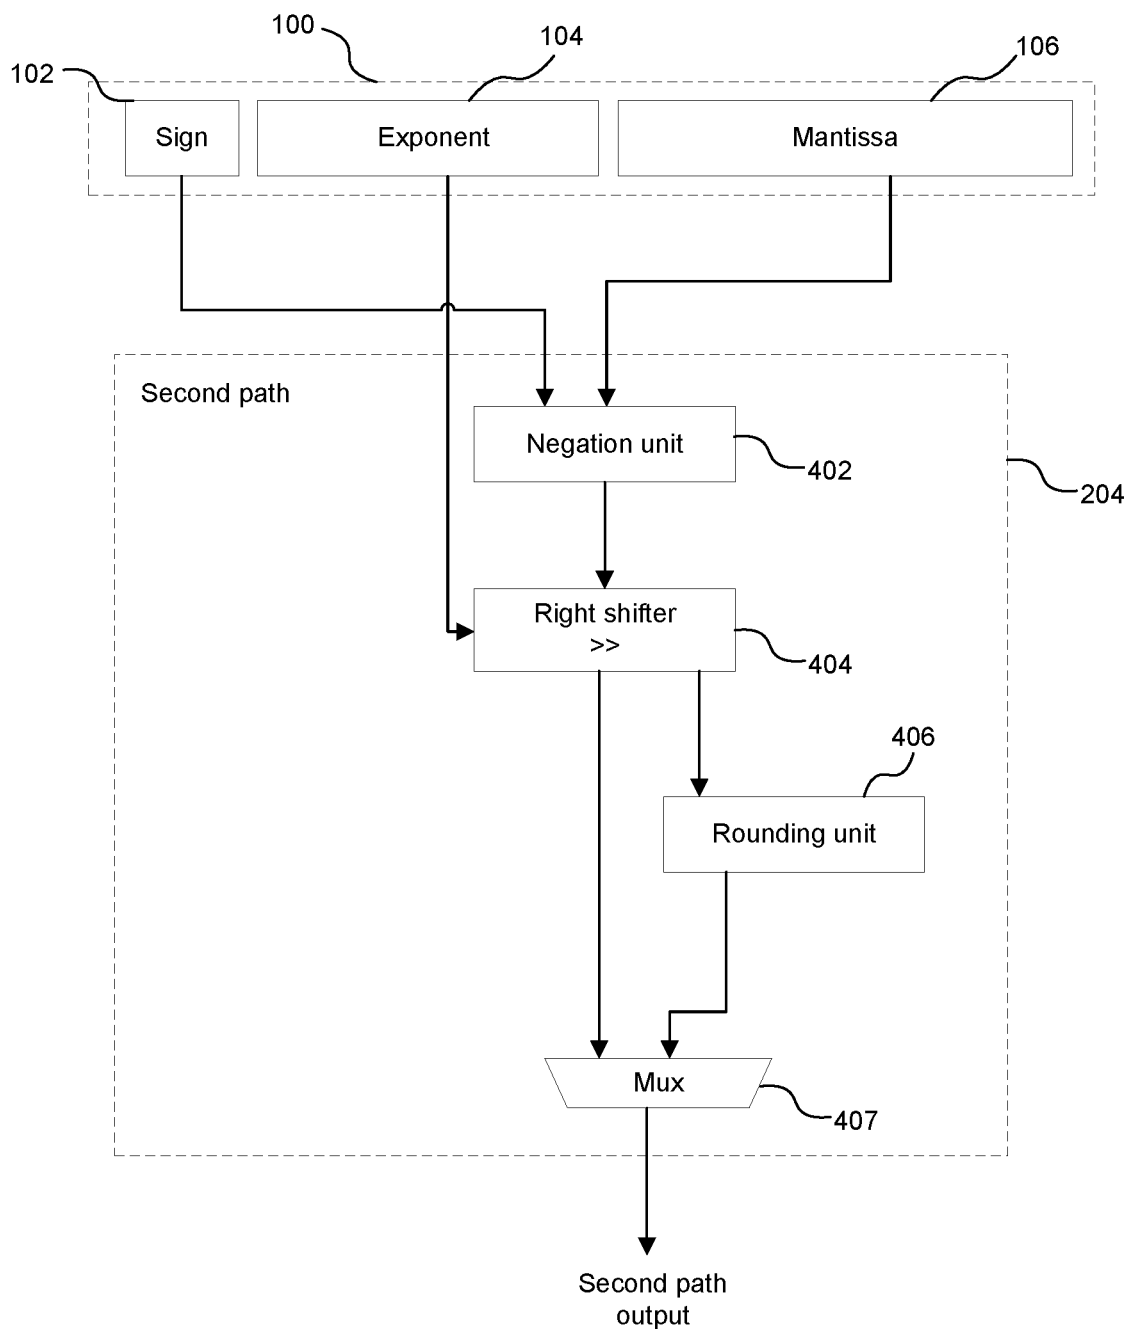 100
104
106
102
Sign
Exponent
Mantissa
Second path
Negation unit
402
204
Right shifter
>>
404
406
Rounding unit
Mux
407
Second path
output